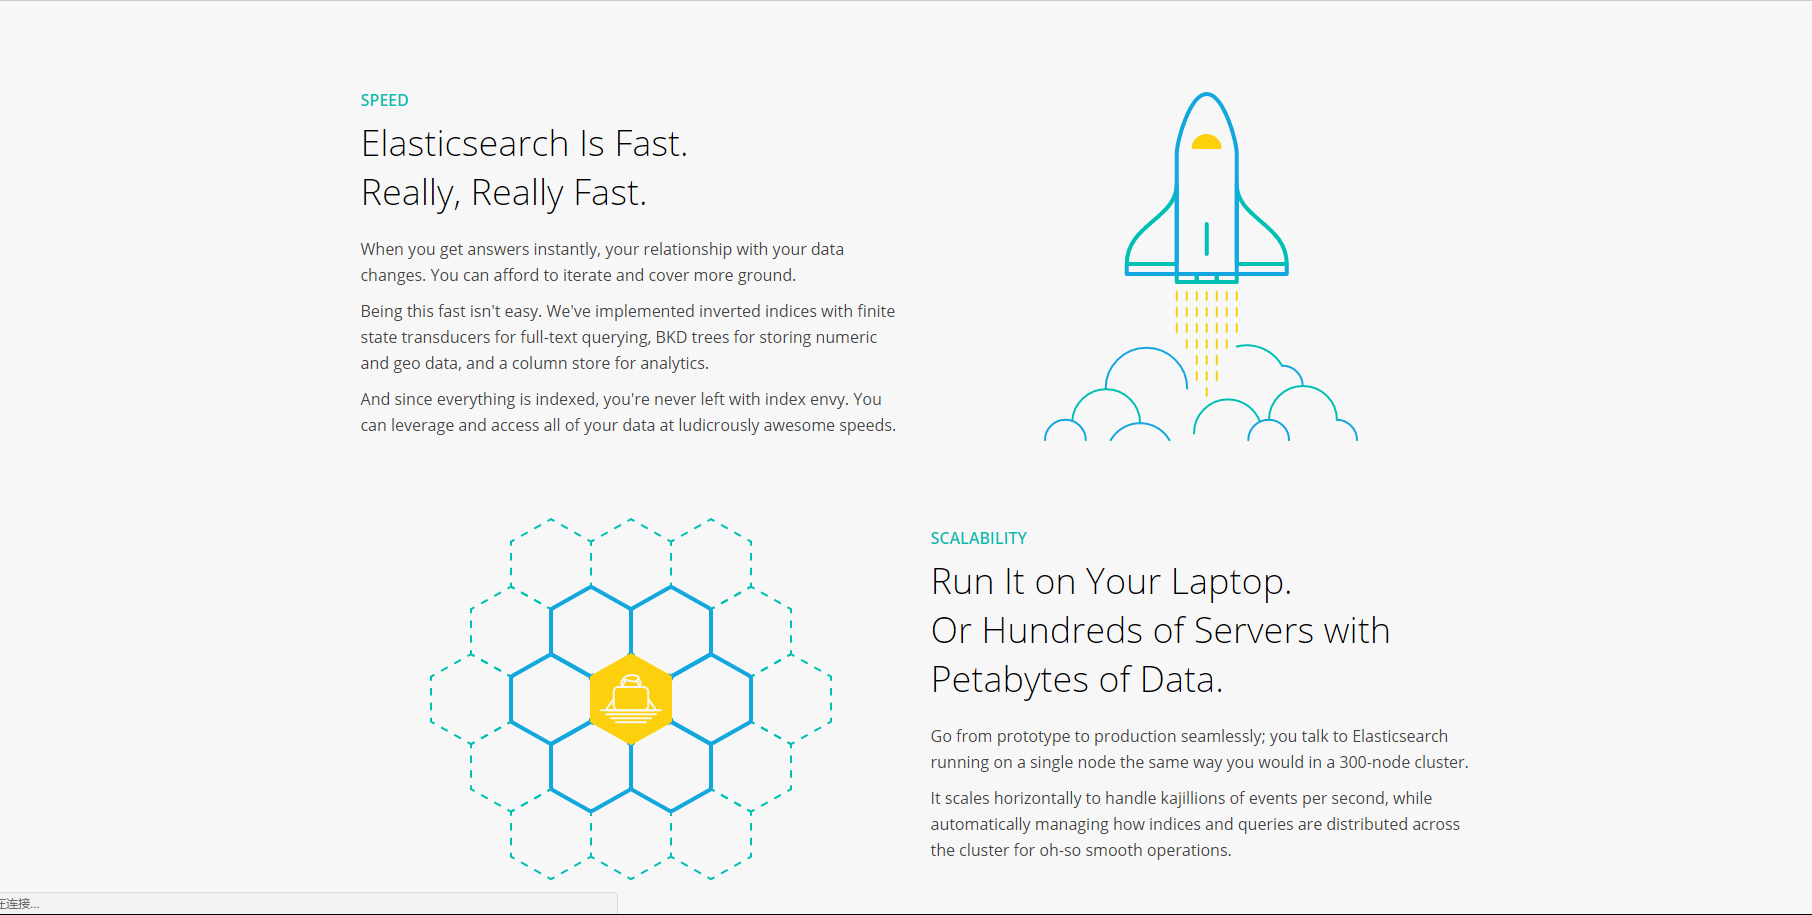 SPEED
Elasticsearch Is Fast.
Really, Really Fast.
When you get answers instantly, your relationship with your data
changes. You can afford to iterate and cover more ground.
Being this fast isn't easy. We've implemented inverted indices with finite
state transducers for full-text querying, BKD trees for storing numeric
and geo data, and a column store for analytics.
And since everything is indexed, you're never left with index envy. You
can leverage and access all of your data at ludicrously awesome speeds.
SCALABILITY
Run It on Your Laptop.
Or Hundreds of Servers with
Petabytes of Data.
Go from prototype to production seamlessly; you talk to Elasticsearch
running on a single node the same way you would in a 300-node cluster.
It scales horizontally to handle kajillions of events per second, while
automatically managing how indices and queries are distributed across
the cluster for oh-so smooth operations.
在连接...